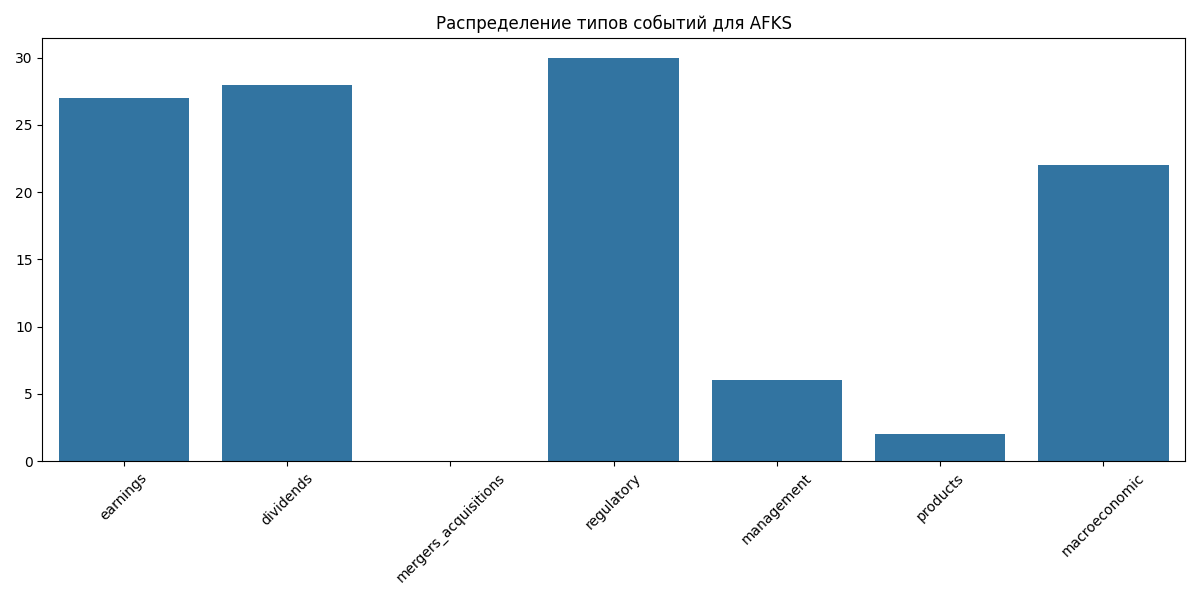 Распределение типов событий для AFKS
30
25
20
15
10
5
0
earnings
dividends
mergers_acquisitions
regulatory
management
products
macroeconomic